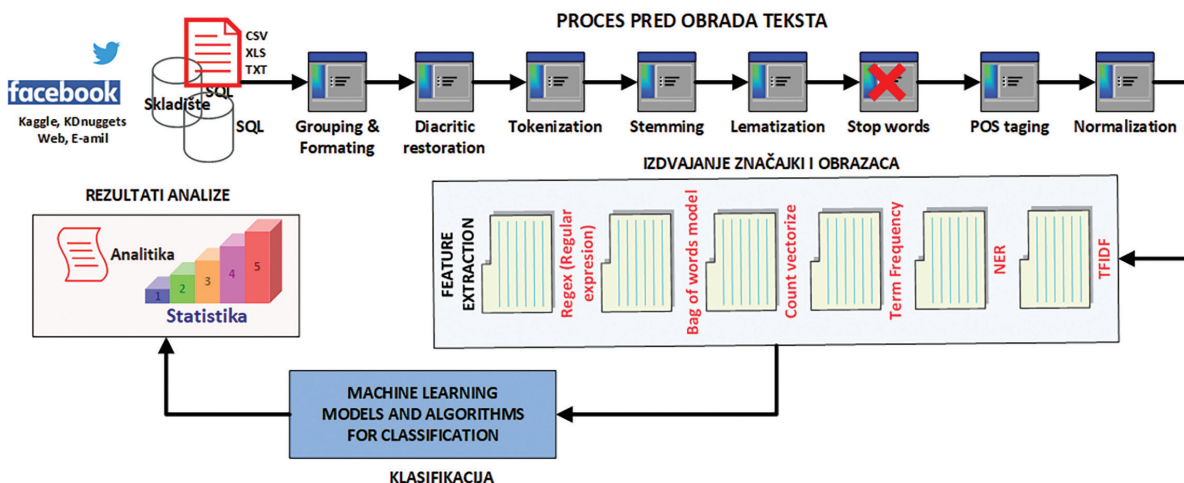 PROCES PRED OBRADA TEKSTA
CSV
XLS
TXT
facebook
Kaggle, KDnuggets
Web, E-amil
Skladište
SQL
SQL
Grouping &
Formating
Diacritic
restoration
Tokenization
Stemming
Lematization
Stop words
POS taging
Normalization
IZDVAJANJE ZNAČAJKI I OBRAZACA
FEATURE
EXTRACTION
Regex (Regular
expresion)
Bag of words model
Count vectorize
Term Frequency
NER
TFIDF
REZULTATI ANALIZE
Analitika
1
2
3
4
5
Statistika
MACHINE LEARNING
MODELS AND ALGORITHMS
FOR CLASSIFICATION
KLASIFIKACIJA